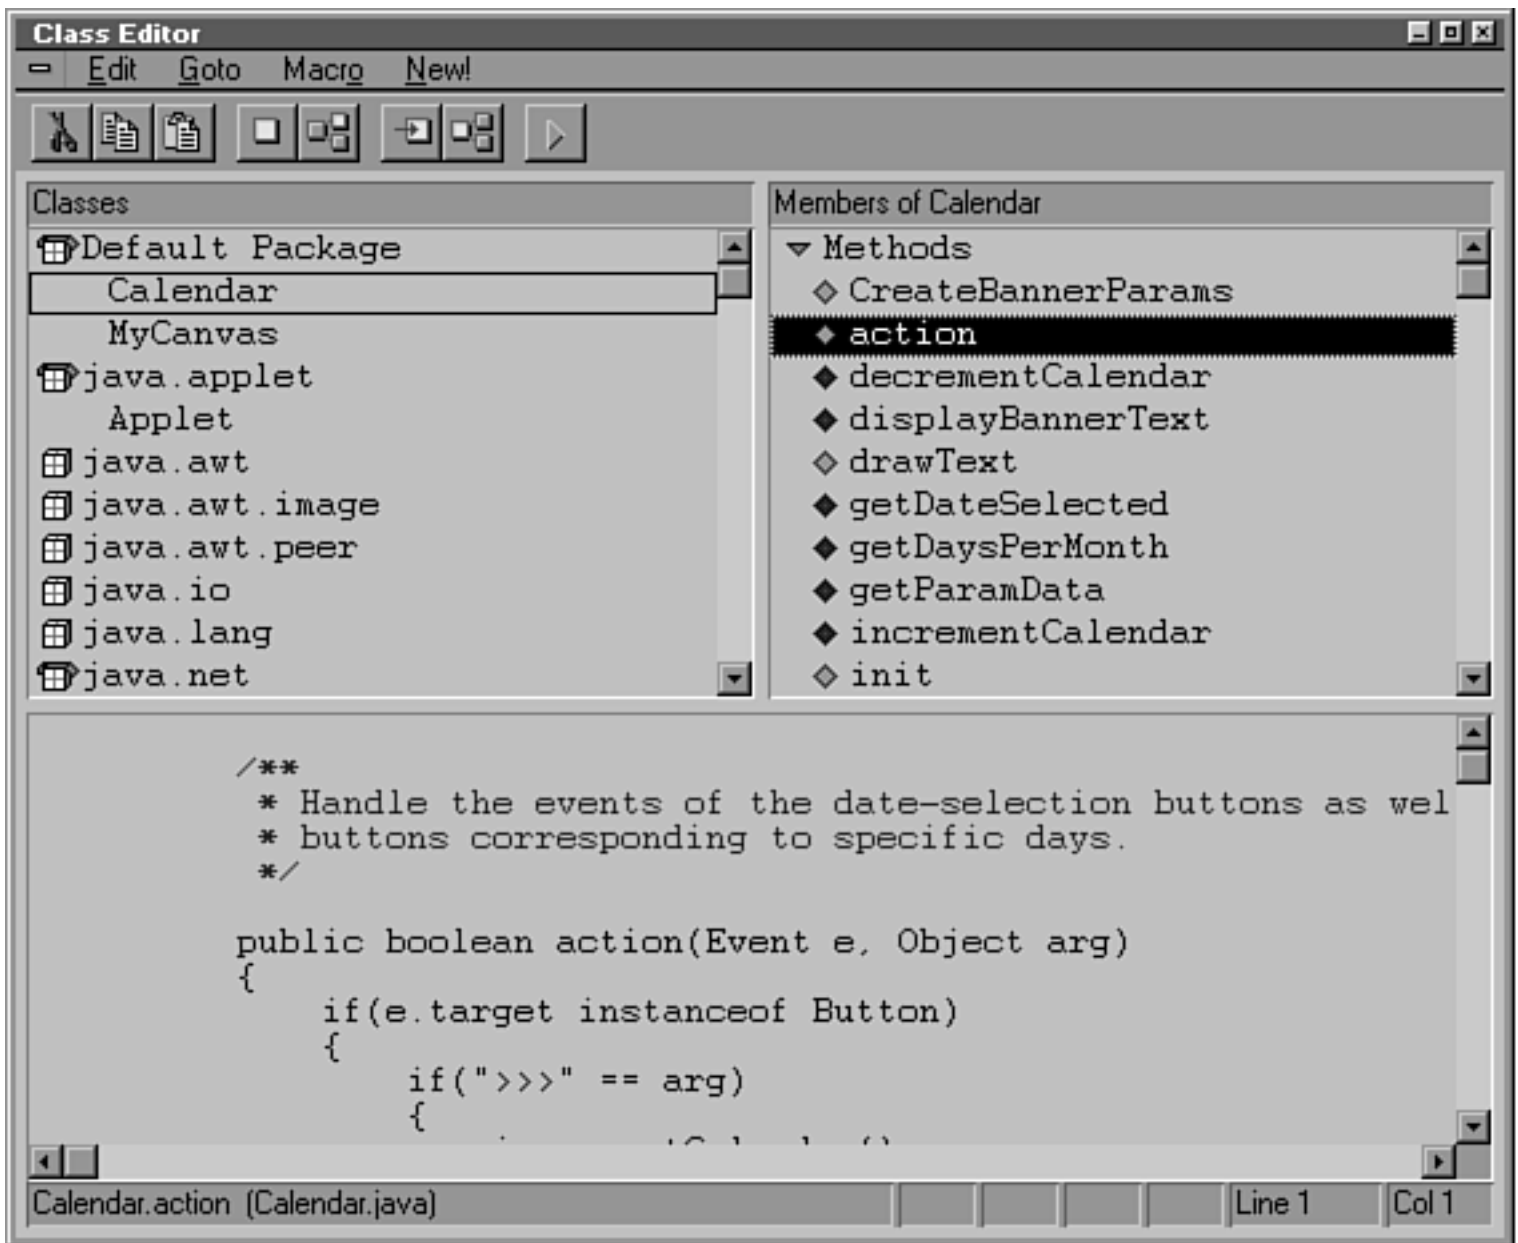 Class Editor
Edit Goto Macro New!
Classes
Default Package
Calendar
MyCanvas
java.applet
Applet
java.awt
java.awt.image
java.awt.peer
java.io
java.lang
java.net
Members of Calendar
Methods
CreateBannerParams
action
decrementCalendar
displayBannerText
drawText
getDateSelected
getDaysPerMonth
getParamData
incrementCalendar
init
/**
* Handle the events of the date-selection buttons as wel
* buttons corresponding to specific days.
*/
public boolean action(Event e, Object arg)
{
if(e.target instanceof Button)
{
if(">>>" == arg)
{
Calendar.action (Calendar.java) Line 1 Col 1